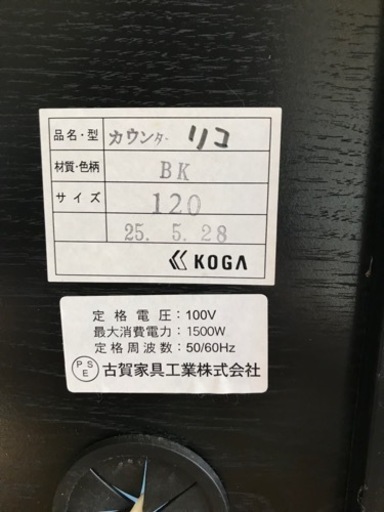 品名・型 カウンター リコ
材質・色柄 BK
サイズ 120
25. 5. 28
KOGA
定格電圧：100V
最大消費電力：1500W
定格周波数：50/60Hz
PSE 古賀家具工業株式会社